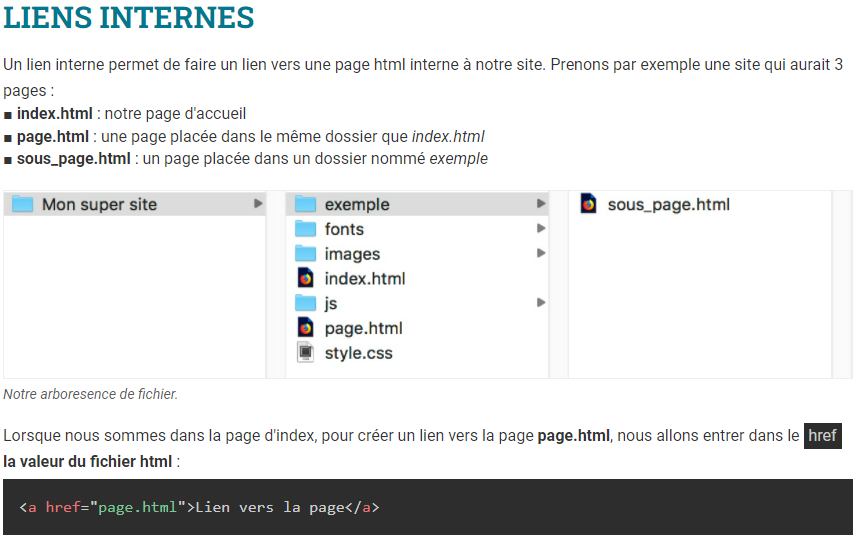 LIENS INTERNES
Un lien interne permet de faire un lien vers une page html interne à notre site. Prenons par exemple une site qui aurait 3
pages :
■ index.html : notre page d'accueil
■ page.html : une page placée dans le même dossier que index.html
■ sous_page.html : un page placée dans un dossier nommé exemple
Mon super site
exemple
fonts
images
index.html
js
page.html
style.css
sous_page.html
Notre arboresence de fichier.
Lorsque nous sommes dans la page d'index, pour créer un lien vers la page page.html, nous allons entrer dans le href
la valeur du fichier html :
<a href="page.html">Lien vers la page</a>